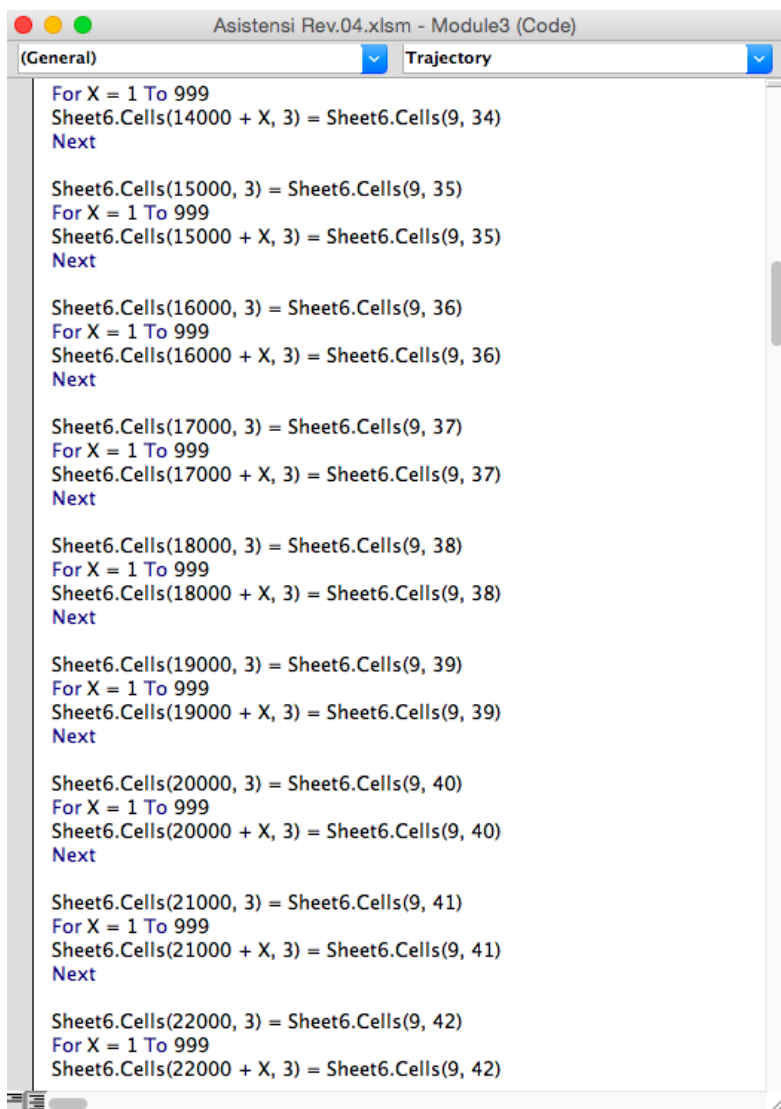 Asistensi Rev.04.xlsm - Module3 (Code)
(General) Trajectory
For X = 1 To 999
Sheet6.Cells(14000 + X, 3) = Sheet6.Cells(9, 34)
Next
Sheet6.Cells(15000, 3) = Sheet6.Cells(9, 35)
For X = 1 To 999
Sheet6.Cells(15000 + X, 3) = Sheet6.Cells(9, 35)
Next
Sheet6.Cells(16000, 3) = Sheet6.Cells(9, 36)
For X = 1 To 999
Sheet6.Cells(16000 + X, 3) = Sheet6.Cells(9, 36)
Next
Sheet6.Cells(17000, 3) = Sheet6.Cells(9, 37)
For X = 1 To 999
Sheet6.Cells(17000 + X, 3) = Sheet6.Cells(9, 37)
Next
Sheet6.Cells(18000, 3) = Sheet6.Cells(9, 38)
For X = 1 To 999
Sheet6.Cells(18000 + X, 3) = Sheet6.Cells(9, 38)
Next
Sheet6.Cells(19000, 3) = Sheet6.Cells(9, 39)
For X = 1 To 999
Sheet6.Cells(19000 + X, 3) = Sheet6.Cells(9, 39)
Next
Sheet6.Cells(20000, 3) = Sheet6.Cells(9, 40)
For X = 1 To 999
Sheet6.Cells(20000 + X, 3) = Sheet6.Cells(9, 40)
Next
Sheet6.Cells(21000, 3) = Sheet6.Cells(9, 41)
For X = 1 To 999
Sheet6.Cells(21000 + X, 3) = Sheet6.Cells(9, 41)
Next
Sheet6.Cells(22000, 3) = Sheet6.Cells(9, 42)
For X = 1 To 999
Sheet6.Cells(22000 + X, 3) = Sheet6.Cells(9, 42)